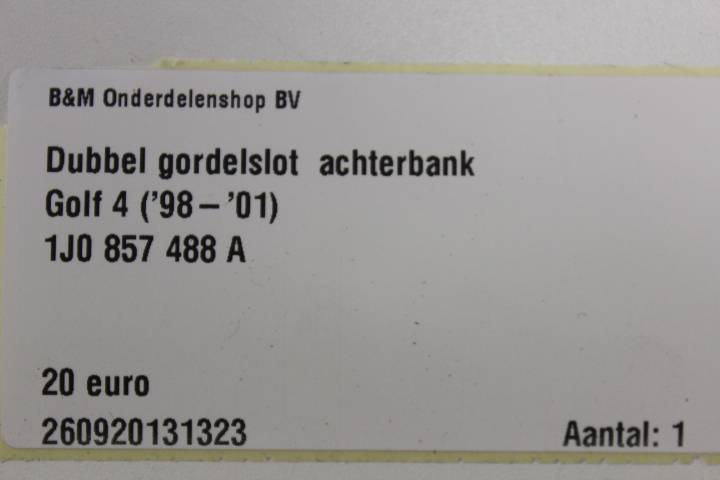 B&M Onderdelenshop BV
Dubbel gordelslot achterbank
Golf 4 ('98 – '01)
1J0 857 488 A
20 euro
260920131323 Aantal: 1